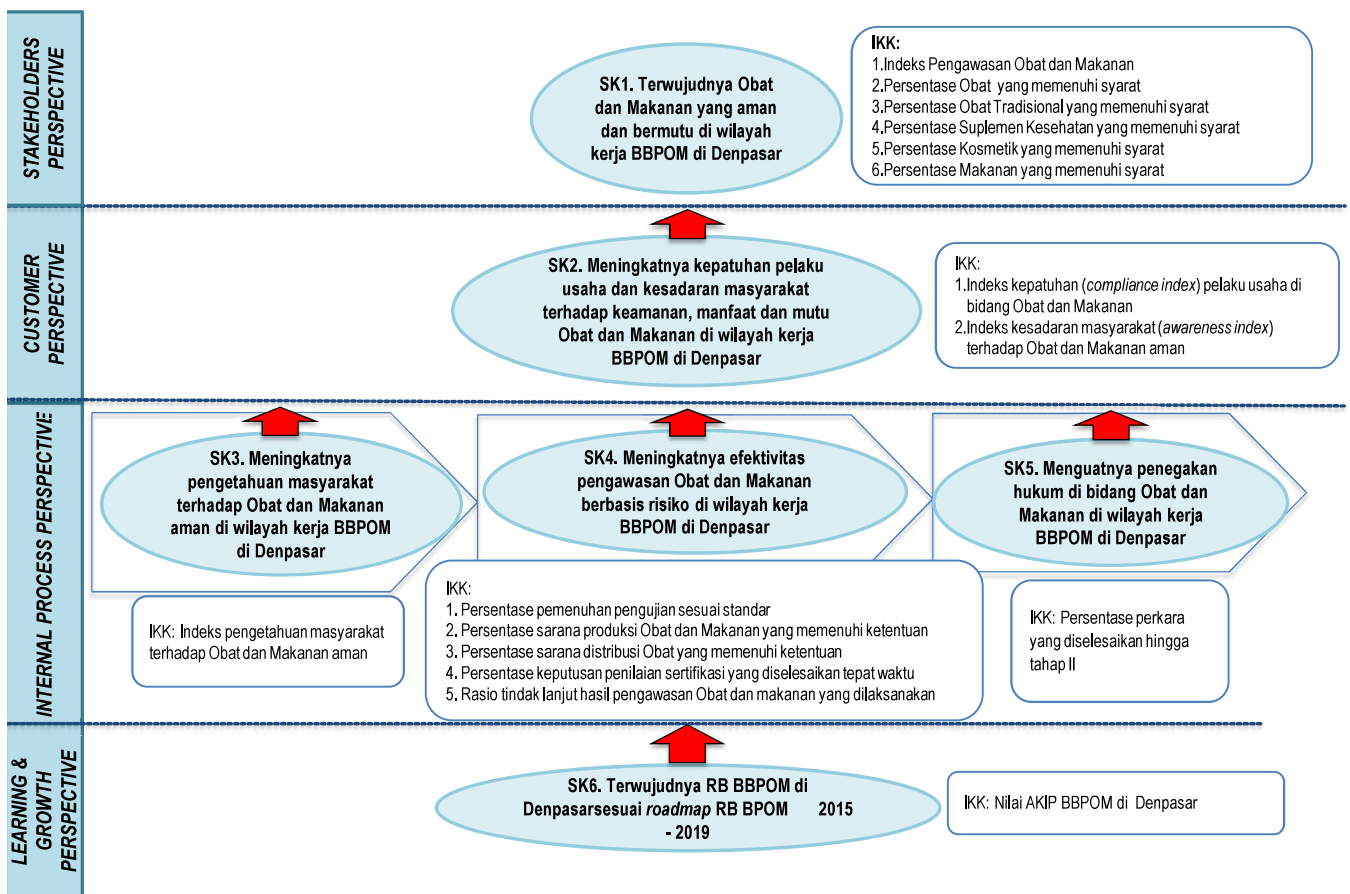 STAKEHOLDERS
PERSPECTIVE
SK1. Terwujudnya Obat
dan Makanan yang aman
dan bermutu di wilayah
kerja BBPOM di Denpasar
IKK:
1.Indeks Pengawasan Obat dan Makanan
2.Persentase Obat yang memenuhi syarat
3.Persentase Obat Tradisional yang memenuhi syarat
4.Persentase Suplemen Kesehatan yang memenuhi syarat
5.Persentase Kosmetik yang memenuhi syarat
6.Persentase Makanan yang memenuhi syarat
CUSTOMER
PERSPECTIVE
SK2. Meningkatnya kepatuhan pelaku
usaha dan kesadaran masyarakat
terhadap keamanan, manfaat dan mutu
Obat dan Makanan di wilayah kerja
BBPOM di Denpasar
IKK:
1.Indeks kepatuhan (compliance index) pelaku usaha di
bidang Obat dan Makanan
2.Indeks kesadaran masyarakat (awareness index)
terhadap Obat dan Makanan aman
INTERNAL PROCESS PERSPECTIVE
SK3. Meningkatnya
pengetahuan masyarakat
terhadap Obat dan Makanan
aman di wilayah kerja BBPOM
di Denpasar
IKK: Indeks pengetahuan masyarakat
terhadap Obat dan Makanan aman
SK4. Meningkatnya efektivitas
pengawasan Obat dan Makanan
berbasis risiko di wilayah kerja
BBPOM di Denpasar
IKK:
1. Persentase pemenuhan pengujian sesuai standar
2. Persentase sarana produksi Obat dan Makanan yang memenuhi ketentuan
3. Persentase sarana distribusi Obat yang memenuhi ketentuan
4. Persentase keputusan penilaian sertifikasi yang diselesaikan tepat waktu
5. Rasio tindak lanjut hasil pengawasan Obat dan makanan yang dilaksanakan
SK5. Menguatnya penegakan
hukum di bidang Obat dan
Makanan di wilayah kerja
BBPOM di Denpasar
IKK: Persentase perkara
yang diselesaikan hingga
tahap II
LEARNING &
GROWTH
PERSPECTIVE
SK6. Terwujudnya RB BBPOM di
Denpasarsesuai roadmap RB BPOM 2015
- 2019
IKK: Nilai AKIP BBPOM di Denpasar